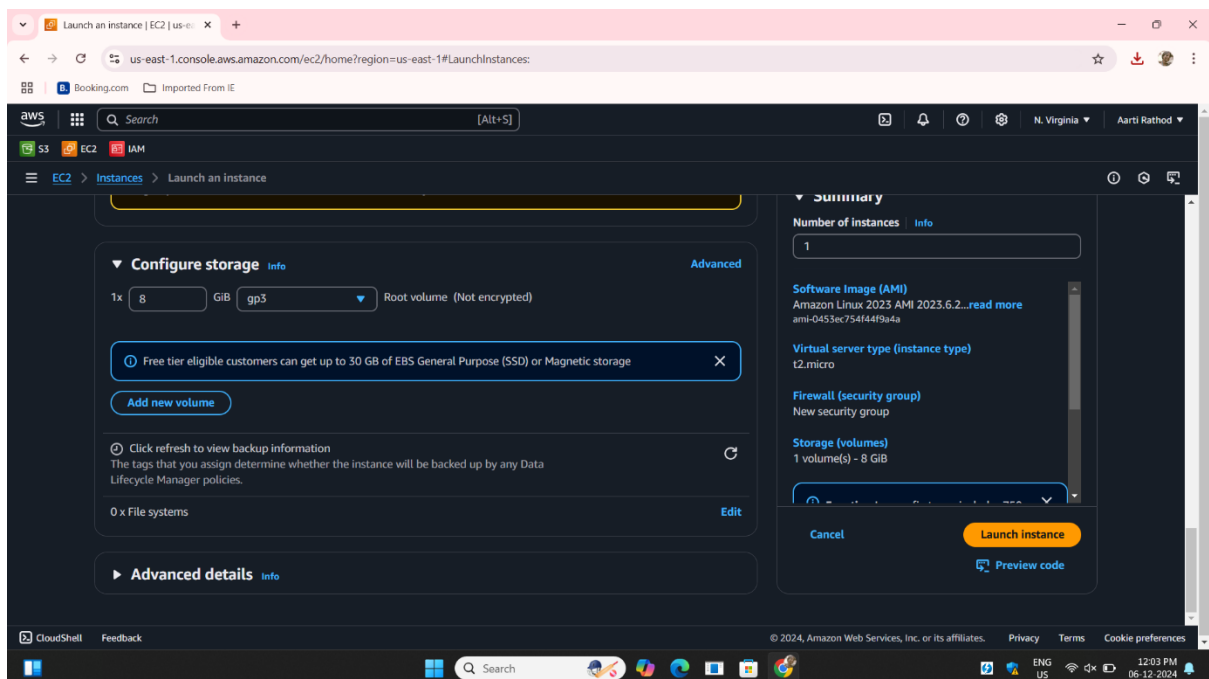 Launch an instance | EC2 | us-ea
us-east-1.console.aws.amazon.com/ec2/home?region=us-east-1#LaunchInstances:
B. Booking.com Imported From IE
aws Search [Alt+S] N. Virginia ▼ Aarti Rathod ▼
S3 EC2 IAM
EC2 > Instances > Launch an instance
▼ Summary
Number of instances Info
1
▼ Configure storage Info Advanced
1x 8 GiB gp3 Root volume (Not encrypted)
Free tier eligible customers can get up to 30 GB of EBS General Purpose (SSD) or Magnetic storage
Add new volume
Click refresh to view backup information
The tags that you assign determine whether the instance will be backed up by any Data
Lifecycle Manager policies.
0 x File systems Edit
Advanced details Info
Software Image (AMI)
Amazon Linux 2023 AMI 2023.6.2...read more
ami-0453ec754f44f9a4a
Virtual server type (instance type)
t2.micro
Firewall (security group)
New security group
Storage (volumes)
1 volume(s) - 8 GiB
Cancel Launch instance
Preview code
CloudShell Feedback © 2024, Amazon Web Services, Inc. or its affiliates. Privacy Terms Cookie preferences
Search
ENG
US
12:03 PM
06-12-2024